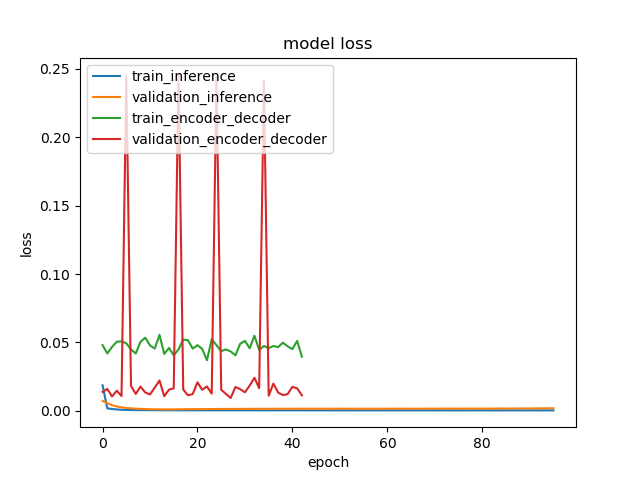 model loss
0.25
0.20
0.15
0.10
0.05
0.00
loss
train_inference
validation_inference
train_encoder_decoder
validation_encoder_decoder
0 20 40 60 80
epoch